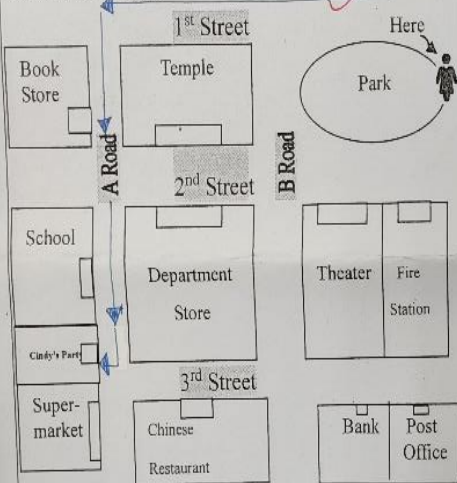 1st Street
Here
Book
Store
Temple
Park
A Road
B Road
2nd Street
School
Department
Store
Theater
Fire
Station
Cindy's Party
3rd Street
Super-
market
Chinese
Restaurant
Bank
Post
Office